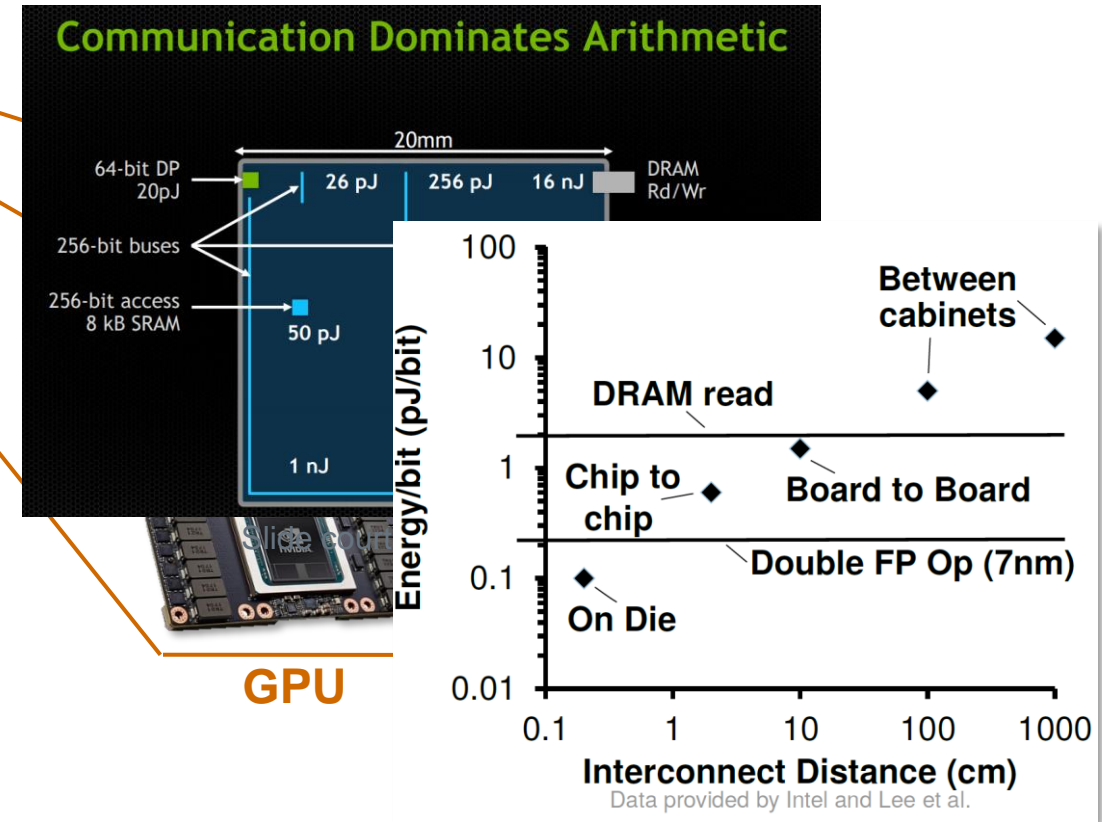 Communication Dominates Arithmetic
20mm
64-bit DP
20pJ
26 pJ
256 pJ
16 nJ
DRAM
Rd/Wr
256-bit buses
256-bit access
8 kB SRAM
50 pJ
1 nJ
Slide court
GPU
Energy/bit (pJ/bit)
100
10
1
0.1
0.01
Between
cabinets
DRAM read
Chip to
chip
Board to Board
Double FP Op (7nm)
On Die
0.1
1
10
100
1000
Interconnect Distance (cm)
Data provided by Intel and Lee et al.